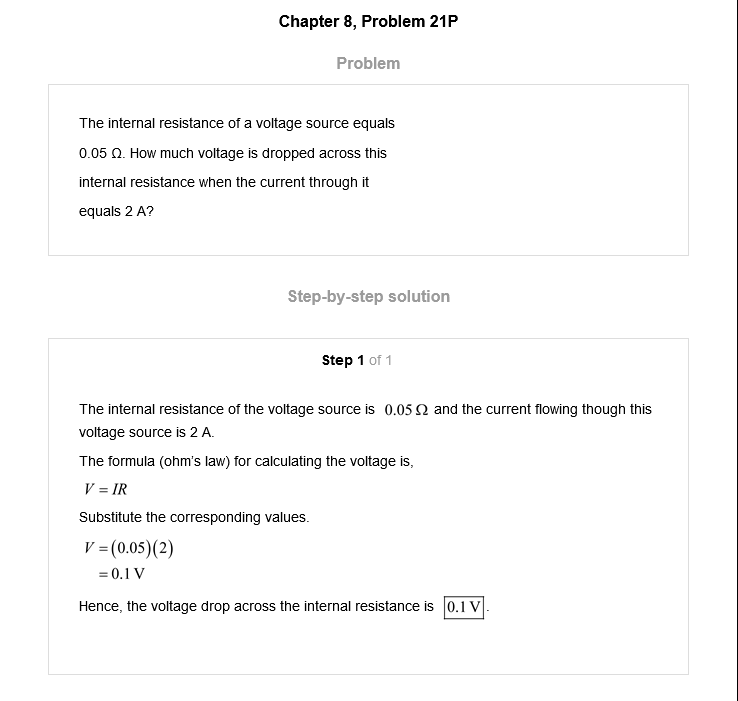 Chapter 8, Problem 21P
Problem
The internal resistance of a voltage source equals
0.05 Ω. How much voltage is dropped across this
internal resistance when the current through it
equals 2 A?
Step-by-step solution
Step 1 of 1
The internal resistance of the voltage source is 0.05 Ω and the current flowing though this
voltage source is 2 A.
The formula (ohm's law) for calculating the voltage is,
V = IR
Substitute the corresponding values.
V = (0.05)(2)
= 0.1 V
Hence, the voltage drop across the internal resistance is 0.1 V.